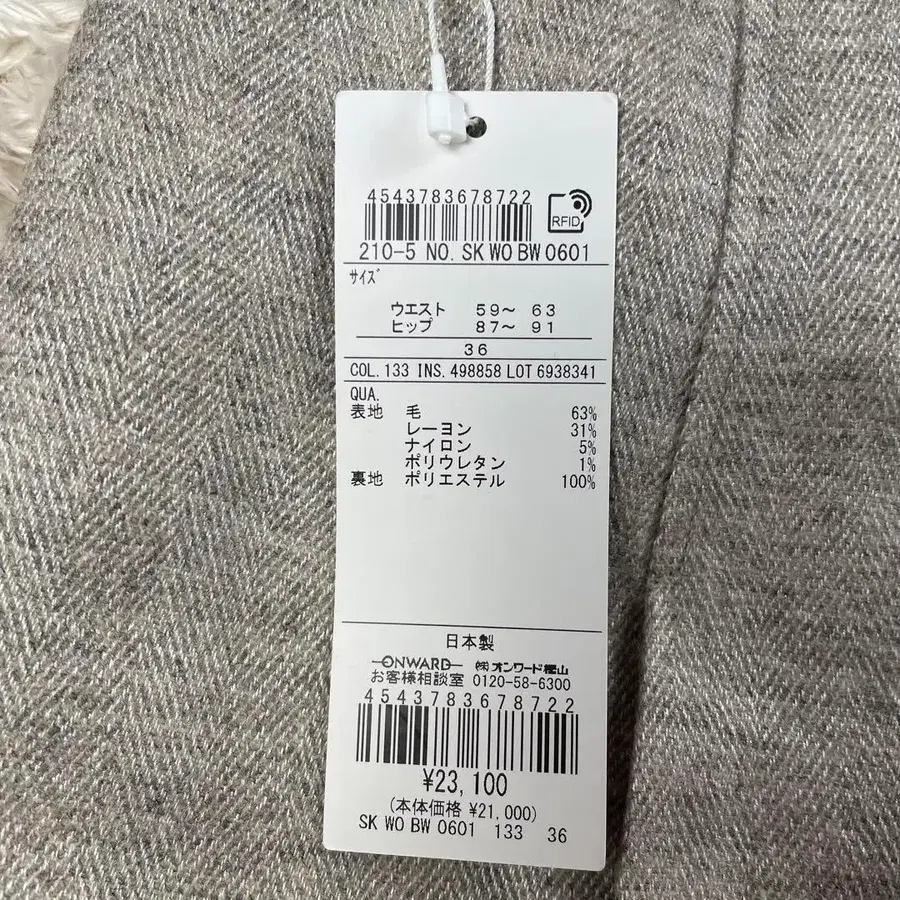 4543783678722
RFID
210-5 NO. SK WO BW 0601
サイズ
ウエスト 59～ 63
ヒップ 87～ 91
36
COL. 133 INS. 498858 LOT 6938341
QUA.
表地 毛 63%
レーヨン 31%
ナイロン 5%
ポリウレタン 1%
裏地 ポリエステル 100%
日本製
ONWARD ㈱オンワード樫山
お客様相談室 0120-58-6300
4543783678722
¥23,100
(本体価格 ¥21,000)
SK WO BW 0601 133 36